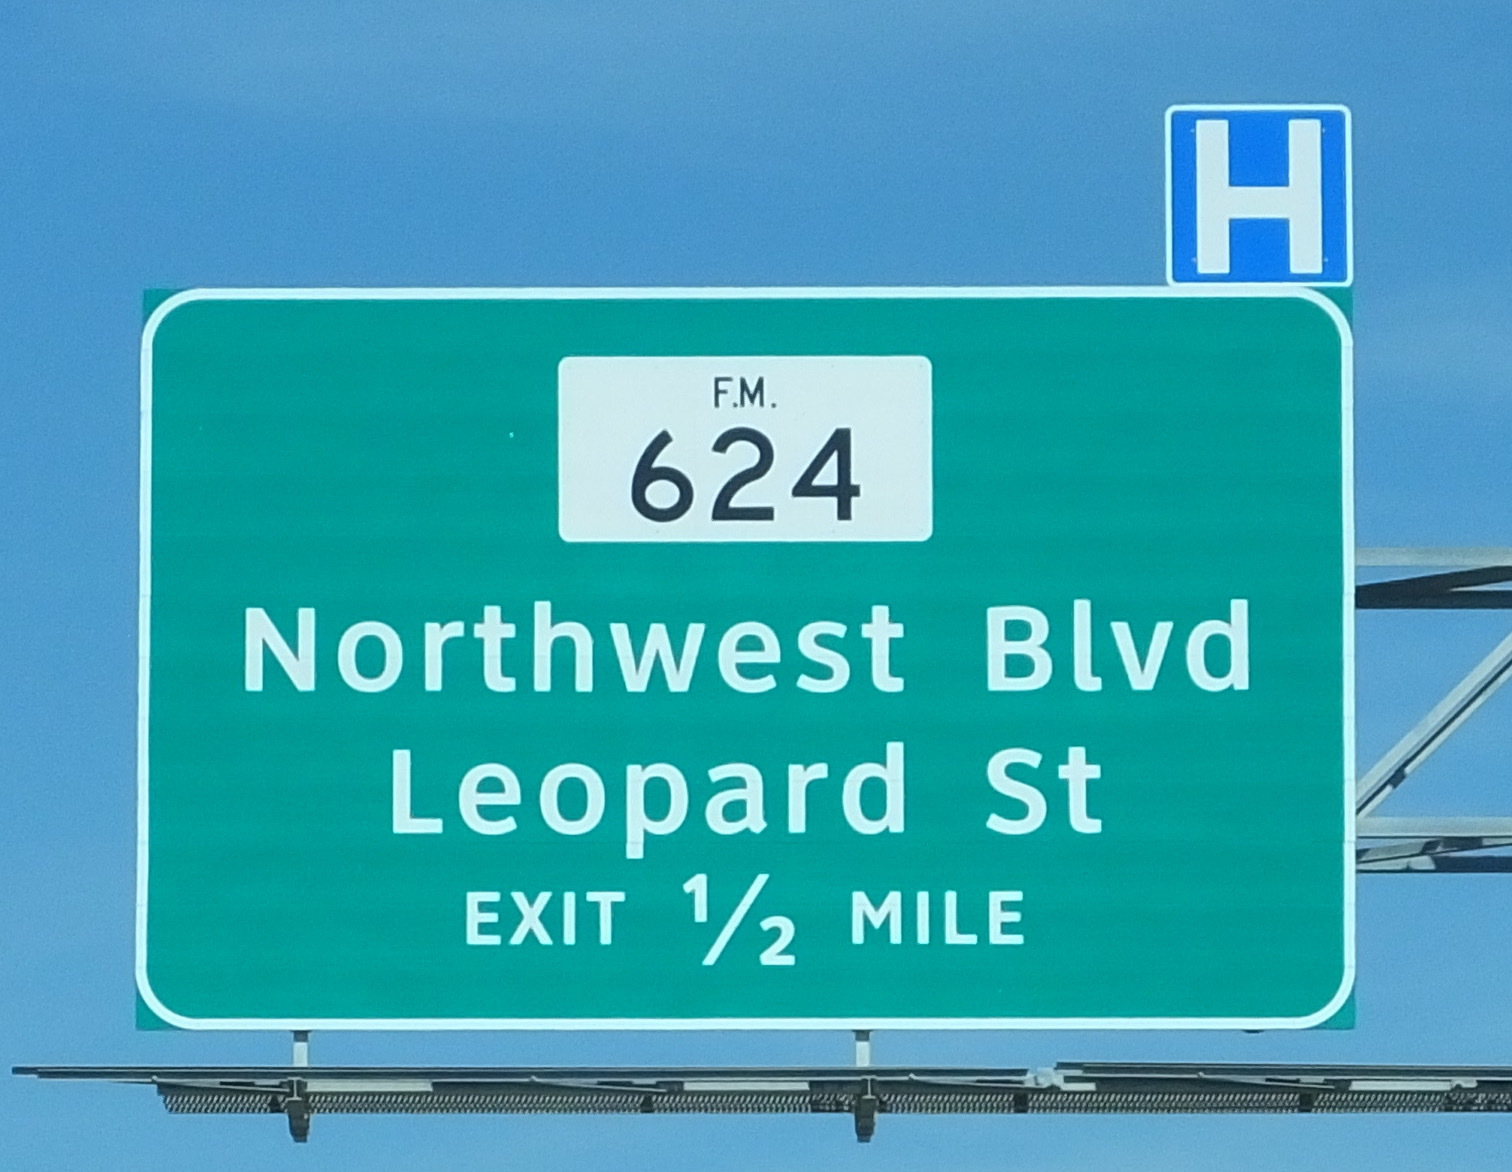 H
F.M.
624
Northwest Blvd
Leopard St
EXIT 1/2 MILE